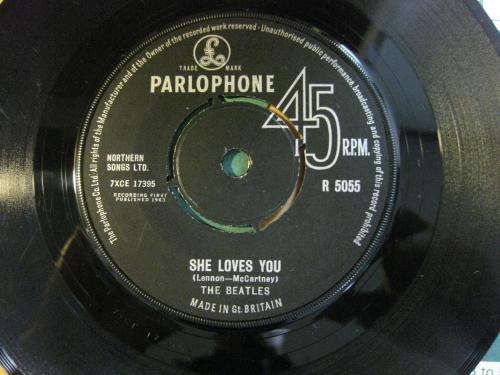 The Parlophone Co. Ltd. All rights of the Manufacturer and of the Owner of the recorded work reserved - Unauthorised public performance, broadcasting and copying of this record prohibited
TRADE MARK
PARLOPHONE
45
R.P.M.
NORTHERN
SONGS LTD.
7XCE 17395
RECORDING FIRST
PUBLISHED 1963
R 5055
SHE LOVES YOU
(Lennon—McCartney)
THE BEATLES
MADE IN Gt. BRITAIN